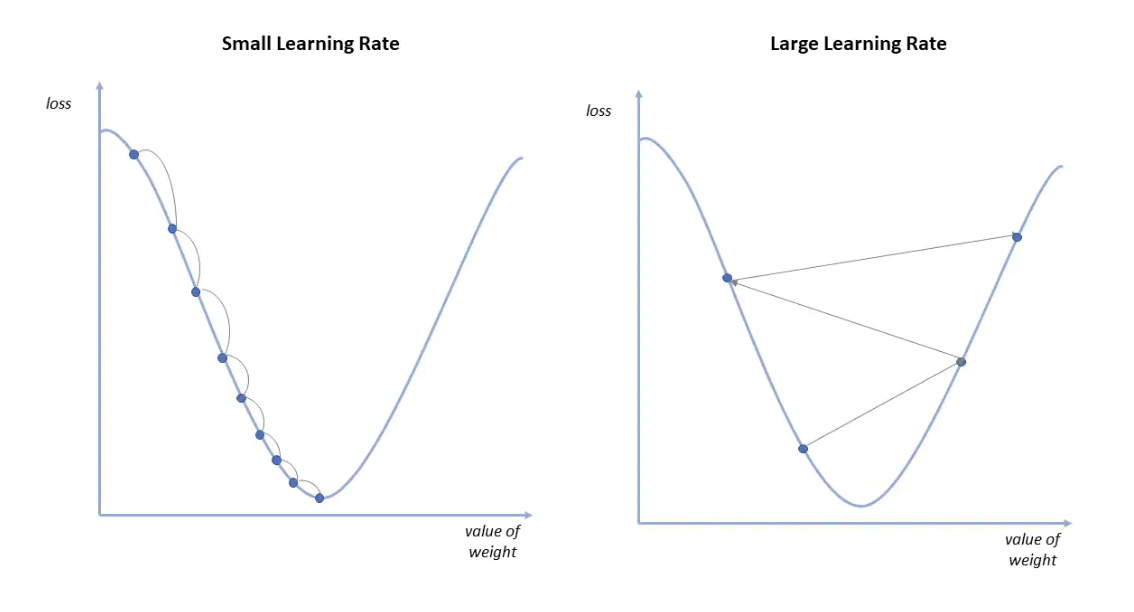 Small Learning Rate
loss
value of
weight
Large Learning Rate
loss
value of
weight